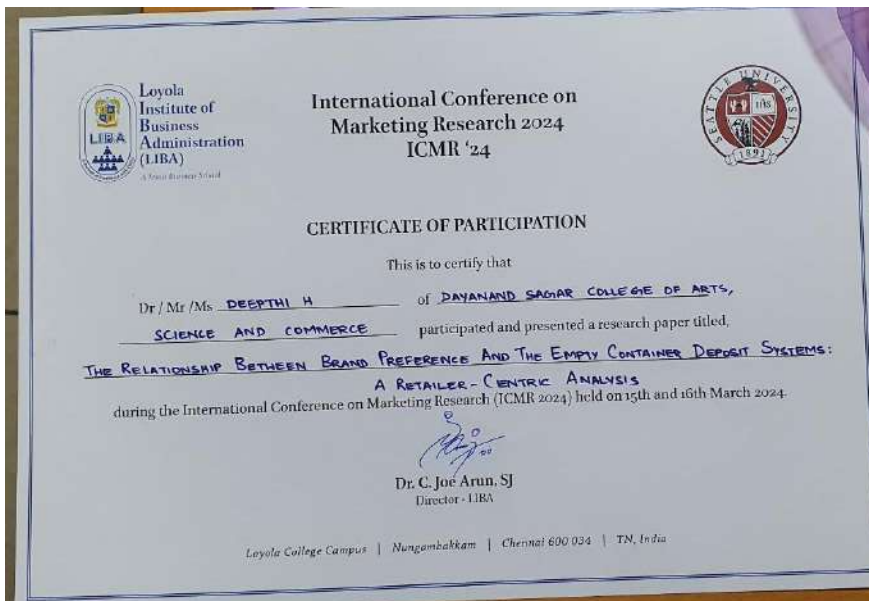 Loyola
Institute of
Business
Administration
(LIBA)
A Jesuit Business School
LIBA
International Conference on
Marketing Research 2024
ICMR ‘24
SEATTLE UNIVERSITY
IHS
1891
CERTIFICATE OF PARTICIPATION
This is to certify that
Dr / Mr /Ms DEEPTHI H of DAYANAND SAGAR COLLEGE OF ARTS,
SCIENCE AND COMMERCE participated and presented a research paper titled,
THE RELATIONSHIP BETWEEN BRAND PREFERENCE AND THE EMPTY CONTAINER DEPOSIT SYSTEMS:
A RETAILER-CENTRIC ANALYSIS
during the International Conference on Marketing Research (ICMR 2024) held on 15th and 16th March 2024.
Dr. C. Joe Arun, SJ
Director - LIBA
Loyola College Campus | Nungambakkam | Chennai 600 034 | TN, India